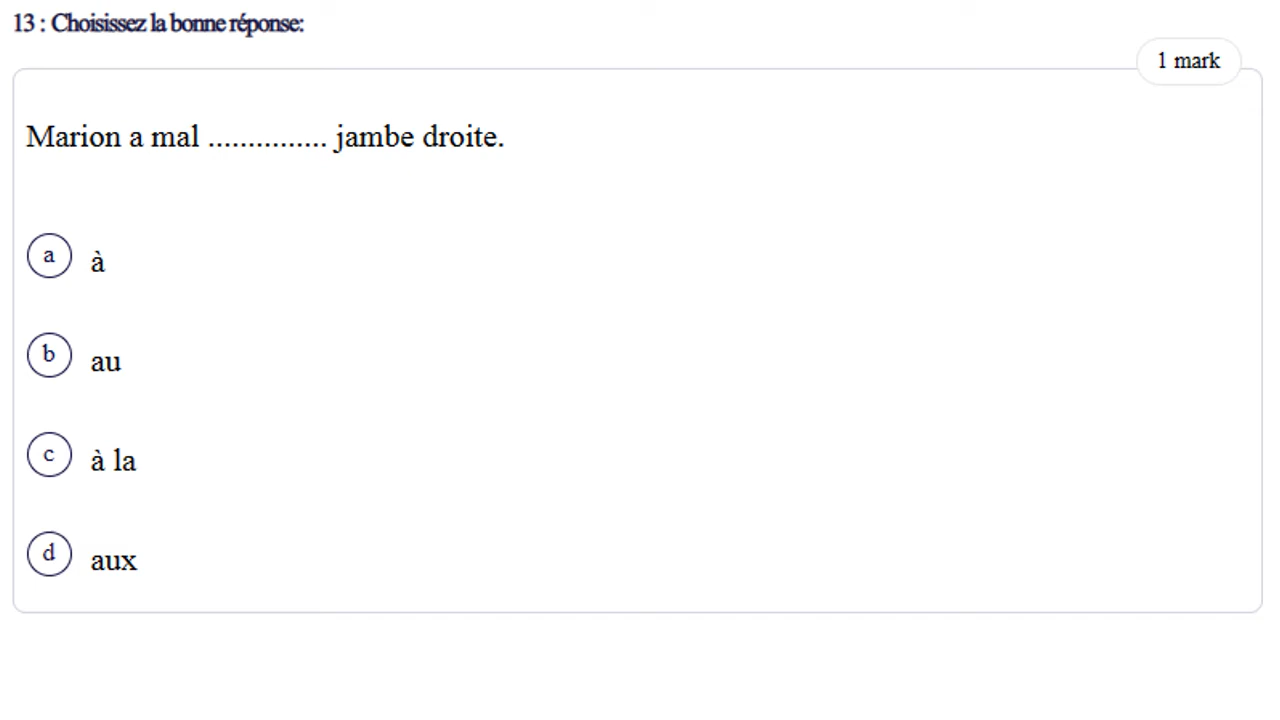 13 : Choisissez la bonne réponse:
1 mark
Marion a mal ............... jambe droite.
a à
b au
c à la
d aux